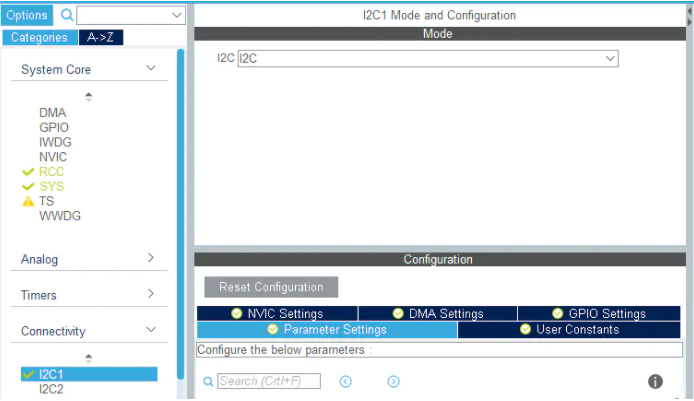 Options
Categories A->Z
System Core
DMA
GPIO
IWDG
NVIC
RCC
SYS
TS
WWDG
Analog
Timers
Connectivity
I2C1
I2C2
I2C1 Mode and Configuration
Mode
I2C I2C
Configuration
Reset Configuration
NVIC Settings DMA Settings GPIO Settings
Parameter Settings User Constants
Configure the below parameters :
Search (Crtl+F)